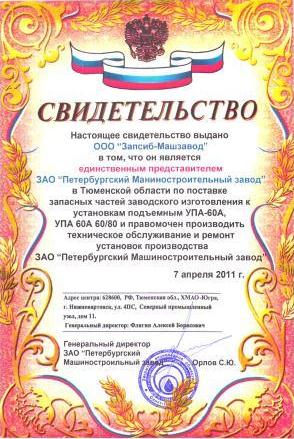 СВИДЕТЕЛЬСТВО
Настоящее свидетельство выдано
ООО "Запсиб-Машзавод"
в том, что он является
единственным представителем
ЗАО "Петербургский Маниностроительный завод"
в Тюменской области по поставке
запасных частей заводского изготовления к
установкам подъемным УПА-60А,
УПА 60А 60/80 и правомочен производить
техническое обслуживание и ремонт
установок производства
ЗАО "Петербургский Машиностроительный завод"
7 апреля 2011 г.
Адрес центра: 628600, РФ, Тюменская обл., ХМАО-Югра,
г. Нижневартовск, ул. 4ПС, Северный промышленный
узел, дом 11.
Генеральный директор: Флягин Алексей Борисович
Генеральный директор
ЗАО "Петербургский
Машиностроильный завод"
Орлов С.Ю.